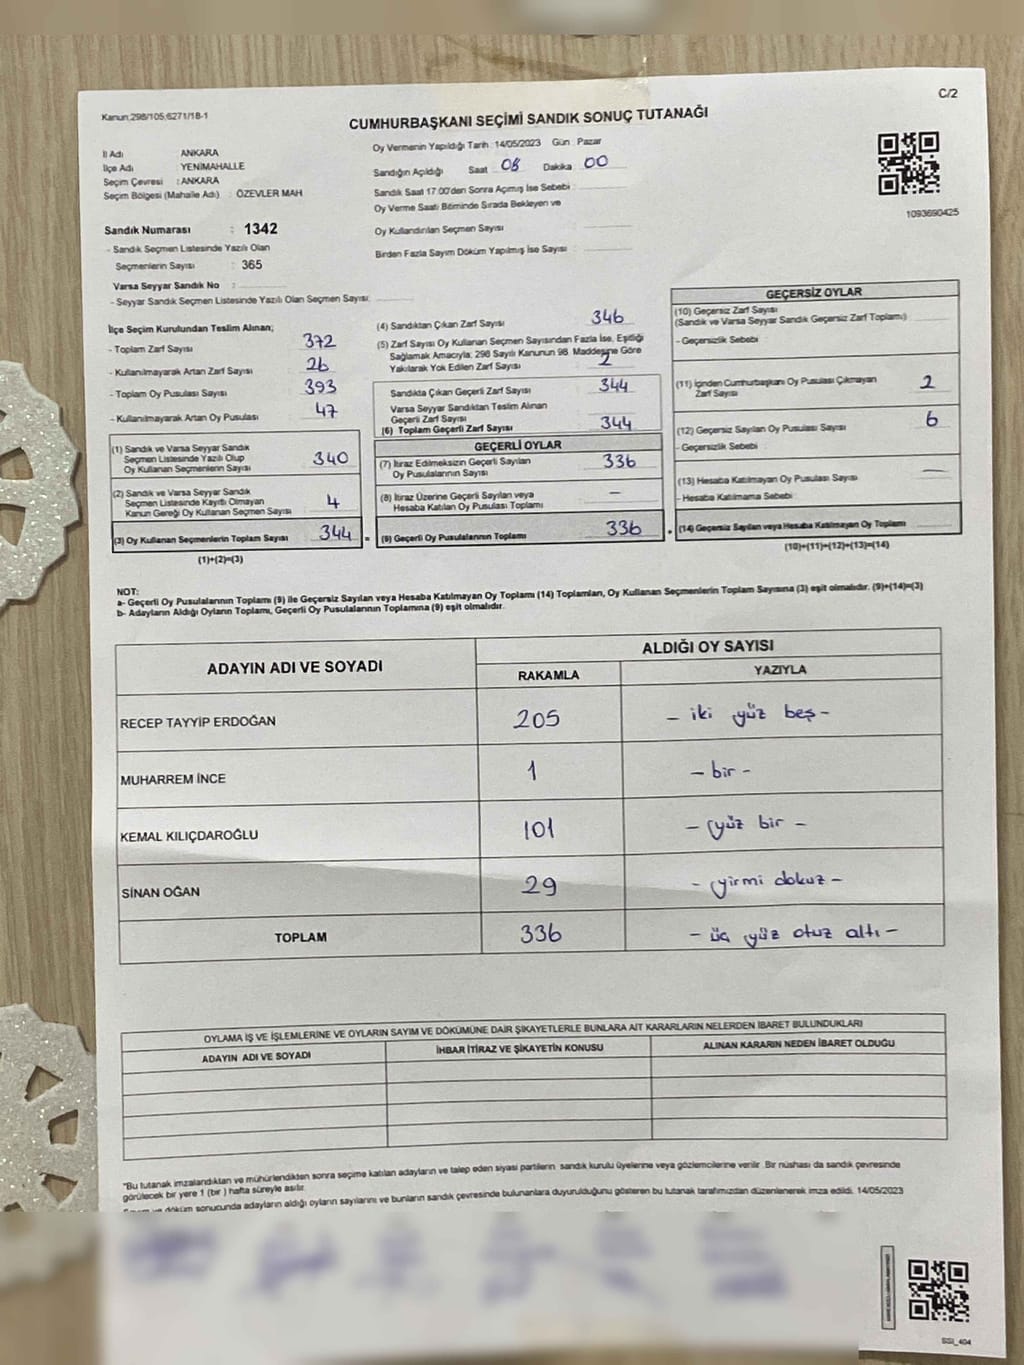 C/2
Kanun;298/105;6271/18-1
CUMHURBAŞKANI SEÇİMİ SANDIK SONUÇ TUTANAĞI
İl Adı ANKARA
İlçe Adı : YENİMAHALLE
Seçim Çevresi : ANKARA
Seçim Bölgesi (Mahalle Adı) : ÖZEVLER MAH
Oy Vermenin Yapıldığı Tarih : 14/05/2023 Gün : Pazar
Sandığın Açıldığı Saat 08 Dakika 00
Sandık Saat 17:00'den Sonra Açımış İse Sebebi :
Oy Verme Saati Bitiminde Sırada Bekleyen ve
Oy Kullandırılan Seçmen Sayısı :
Birden Fazla Sayım Döküm Yapılmış İse Sayısı :
1093690425
Sandık Numarası : 1342
- Sandık Seçmen Listesinde Yazılı Olan
Seçmenlerin Sayısı : 365
Varsa Seyyar Sandık No :
- Seyyar Sandık Seçmen Listesinde Yazılı Olan Seçmen Sayısı:
İlçe Seçim Kurulundan Teslim Alınan;
- Toplam Zarf Sayısı 372
- Kullanılmayarak Artan Zarf Sayısı 26
- Toplam Oy Pusulası Sayısı 393
- Kullanılmayarak Artan Oy Pusulası 47
(1) Sandık ve Varsa Seyyar Sandık
Seçmen Listesinde Yazılı Olup
Oy Kullanan Seçmenlerin Sayısı 340
(2) Sandık ve Varsa Seyyar Sandık
Seçmen Listesinde Kayıtlı Olmayan
Kanun Gereği Oy Kullanan Seçmen Sayısı 4
(3) Oy Kullanan Seçmenlerin Toplam Sayısı 344 =
(1)+(2)=(3)
(4) Sandıktan Çıkan Zarf Sayısı 346
(5) Zarf Sayısı Oy Kullanan Seçmen Sayısından Fazla İse, Eşitliği
Sağlamak Amacıyla; 298 Sayılı Kanunun 98. Maddesine Göre
Yakılarak Yok Edilen Zarf Sayısı 2
Sandıkta Çıkan Geçerli Zarf Sayısı 344
Varsa Seyyar Sandıktan Teslim Alınan
Geçerli Zarf Sayısı
(6) Toplam Geçerli Zarf Sayısı 344
GEÇERLİ OYLAR
(7) İtiraz Edilmeksizin Geçerli Sayılan
Oy Pusulalarının Sayısı 336
(8) İtiraz Üzerine Geçerli Sayılan veya
Hesaba Katılan Oy Pusulası Toplamı -
(9) Geçerli Oy Pusulalarının Toplamı 336 +
GEÇERSİZ OYLAR
(10) Geçersiz Zarf Sayısı
(Sandık ve Varsa Seyyar Sandık Geçersiz Zarf Toplamı)
- Geçersizlik Sebebi
(11) İçinden Cumhurbaşkanı Oy Pusulası Çıkmayan
Zarf Sayısı 2
(12) Geçersiz Sayılan Oy Pusulası Sayısı 6
- Geçersizlik Sebebi
(13) Hesaba Katılmayan Oy Pusulası Sayısı -
- Hesaba Katılmama Sebebi
(14) Geçersiz Sayılan veya Hesaba Katılmayan Oy Toplamı
(10)+(11)+(12)+(13)=(14)
NOT:
a- Geçerli Oy Pusulalarının Toplamı (9) ile Geçersiz Sayılan veya Hesaba Katılmayan Oy Toplamı (14) Toplamları, Oy Kullanan Seçmenlerin Toplam Sayısına (3) eşit olmalıdır. (9)+(14)=(3)
b- Adayların Aldığı Oyların Toplamı, Geçerli Oy Pusulalarının Toplamına (9) eşit olmalıdır.
ADAYIN ADI VE SOYADI ALDIĞI OY SAYISI
RAKAMLA YAZIYLA
RECEP TAYYİP ERDOĞAN 205 - iki yüz beş -
MUHARREM İNCE 1 - bir -
KEMAL KILIÇDAROĞLU 101 - yüz bir -
SİNAN OĞAN 29 - yirmi dokuz -
TOPLAM 336 - üç yüz otuz altı -
OYLAMA İŞ VE İŞLEMLERİNE VE OYLARIN SAYIM VE DÖKÜMÜNE DAİR ŞİKAYETLERLE BUNLARA AİT KARARLARIN NELERDEN İBARET BULUNDUKLARI
ADAYIN ADI VE SOYADI İHBAR İTİRAZ VE ŞİKAYETİN KONUSU ALINAN KARARIN NEDEN İBARET OLDUĞU
*Bu tutanak imzalandıktan ve mühürlendikten sonra seçime katılan adayların ve talep eden siyasi partilerin sandık kurulu üyelerine veya gözlemcilerine verilir. Bir nüshası da sandık çevresinde
görülecek bir yere 1 (bir ) hafta süreyle asılır.
ve döküm sonucunda adayların aldığı oyların sayılarını ve bunların sandık çevresinde bulunanlara duyurulduğunu gösteren bu tutanak tarafımızdan düzenlenerek imza edildi. 14/05/2023
SSI_404